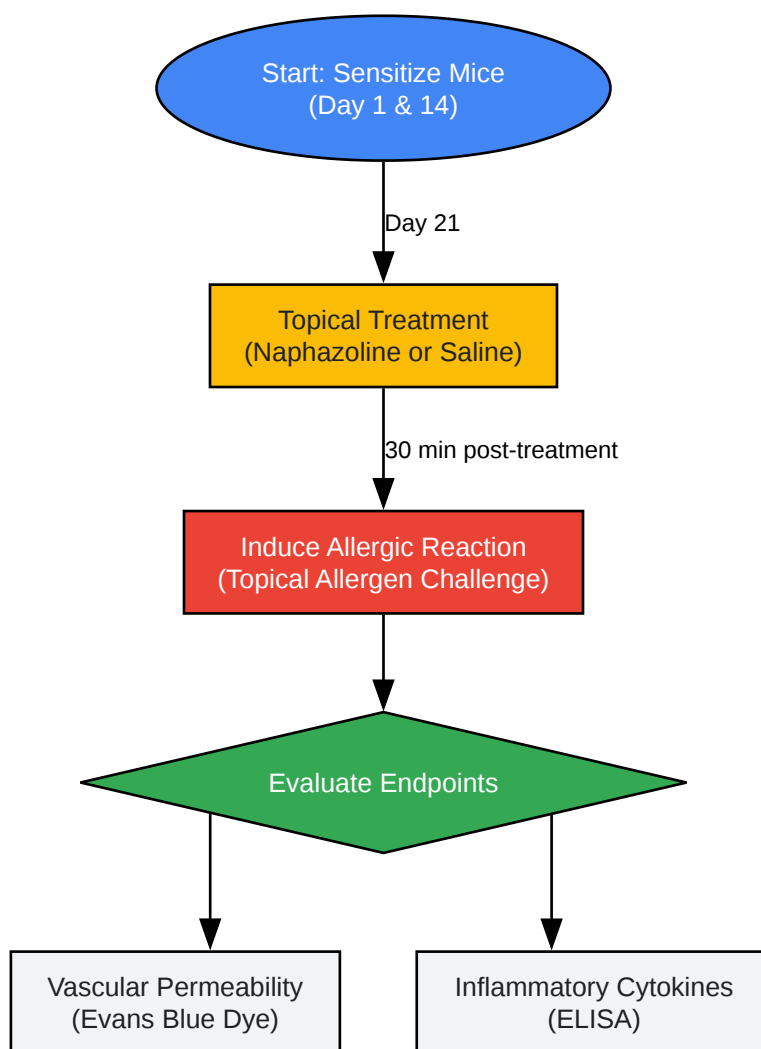 Start: Sensitize Mice
(Day 1 & 14)
Day 21
Topical Treatment
(Naphazoline or Saline)
30 min post-treatment
Induce Allergic Reaction
(Topical Allergen Challenge)
Evaluate Endpoints
Vascular Permeability
(Evans Blue Dye)
Inflammatory Cytokines
(ELISA)